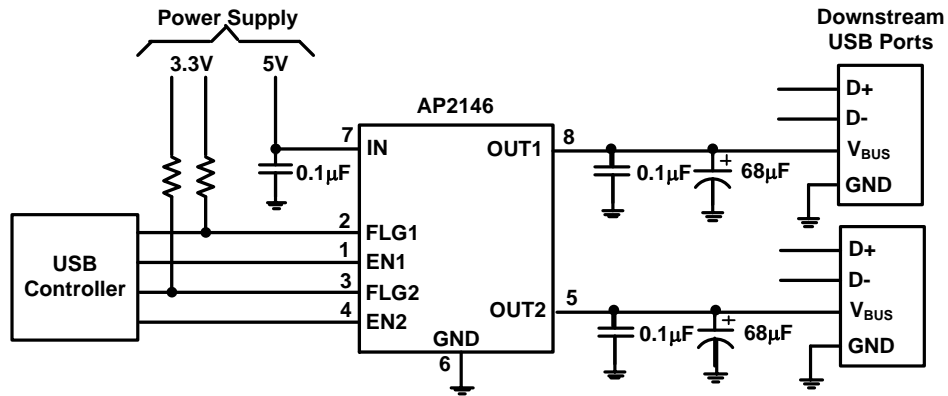 Power Supply
3.3V
5V
Downstream
USB Ports
AP2146
D+
D-
VBUS
GND
7
IN
OUT1
8
0.1µF
0.1µF
68µF
+
USB
Controller
2
FLG1
1
EN1
3
FLG2
4
EN2
GND
6
OUT2
5
0.1µF
68µF
+
D+
D-
VBUS
GND